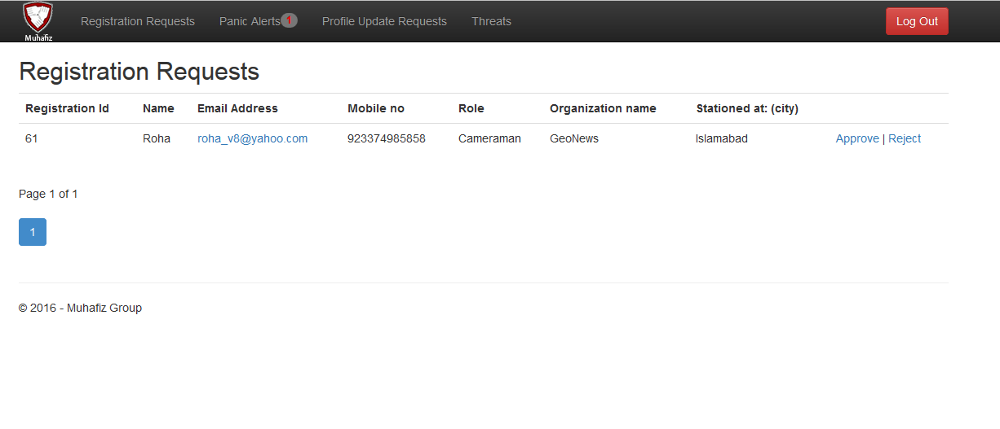 Muhafiz
Registration Requests Panic Alerts 1 Profile Update Requests Threats Log Out
Registration Requests
Registration Id Name Email Address Mobile no Role Organization name Stationed at: (city)
61 Roha roha_v8@yahoo.com 923374985858 Cameraman GeoNews Islamabad Approve | Reject
Page 1 of 1
1
© 2016 - Muhafiz Group